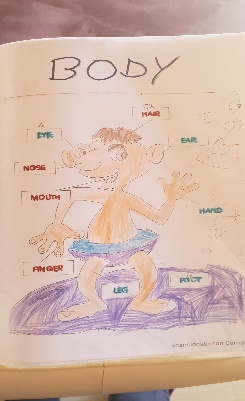 BODY
HAIR
EYE
EAR
NOSE
MOUTH
HAND
FINGER
LEG
FOOT